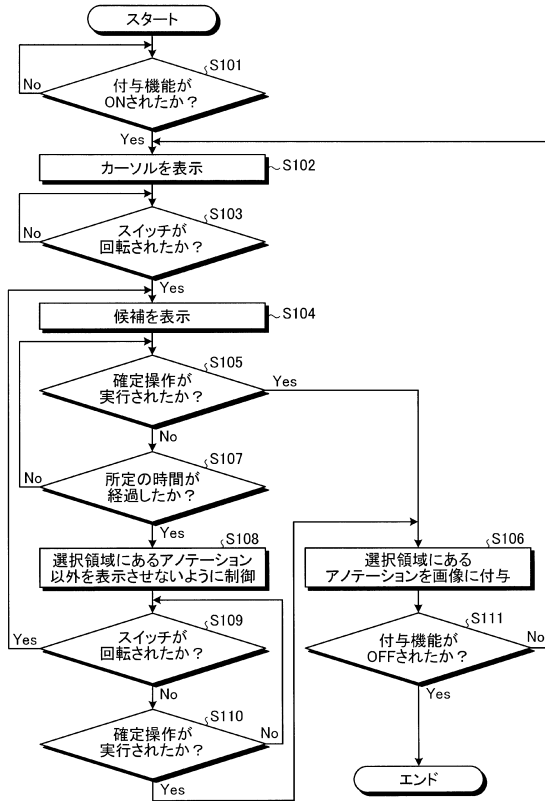 スタート
S101
付与機能が
ONされたか？
No
Yes
カーソルを表示
S102
S103
スイッチが
回転されたか？
No
Yes
候補を表示
S104
S105
確定操作が
実行されたか？
Yes
No
S107
所定の時間が
経過したか？
No
Yes
S108
選択領域にあるアノテーション
以外を表示させないように制御
S106
選択領域にある
アノテーションを画像に付与
S109
スイッチが
回転されたか？
Yes
No
S111
付与機能が
OFFされたか？
No
Yes
S110
確定操作が
実行されたか？
No
Yes
エンド